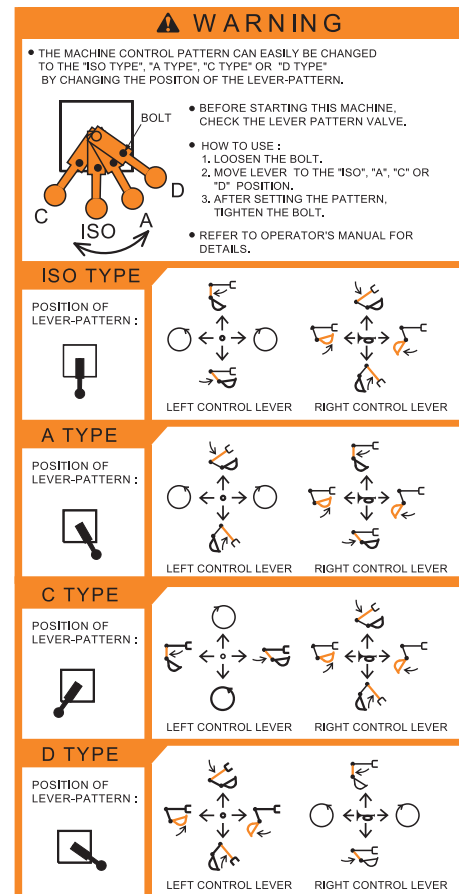 WARNING
• THE MACHINE CONTROL PATTERN CAN EASILY BE CHANGED
TO THE "ISO TYPE", "A TYPE", "C TYPE" OR "D TYPE"
BY CHANGING THE POSITON OF THE LEVER-PATTERN.
BOLT
C
ISO
A
D
• BEFORE STARTING THIS MACHINE,
CHECK THE LEVER PATTERN VALVE.
• HOW TO USE :
1. LOOSEN THE BOLT.
2. MOVE LEVER TO THE "ISO", "A", "C" OR
"D" POSITION.
3. AFTER SETTING THE PATTERN,
TIGHTEN THE BOLT.
• REFER TO OPERATOR'S MANUAL FOR
DETAILS.
ISO TYPE
POSITION OF
LEVER-PATTERN :
LEFT CONTROL LEVER
RIGHT CONTROL LEVER
A TYPE
POSITION OF
LEVER-PATTERN :
LEFT CONTROL LEVER
RIGHT CONTROL LEVER
C TYPE
POSITION OF
LEVER-PATTERN :
LEFT CONTROL LEVER
RIGHT CONTROL LEVER
D TYPE
POSITION OF
LEVER-PATTERN :
LEFT CONTROL LEVER
RIGHT CONTROL LEVER